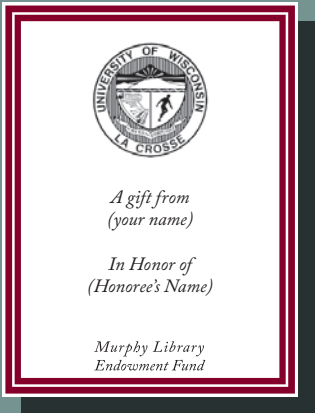 UNIVERSITY OF WISCONSIN
LA CROSSE
A gift from
(your name)
In Honor of
(Honoree's Name)
Murphy Library
Endowment Fund